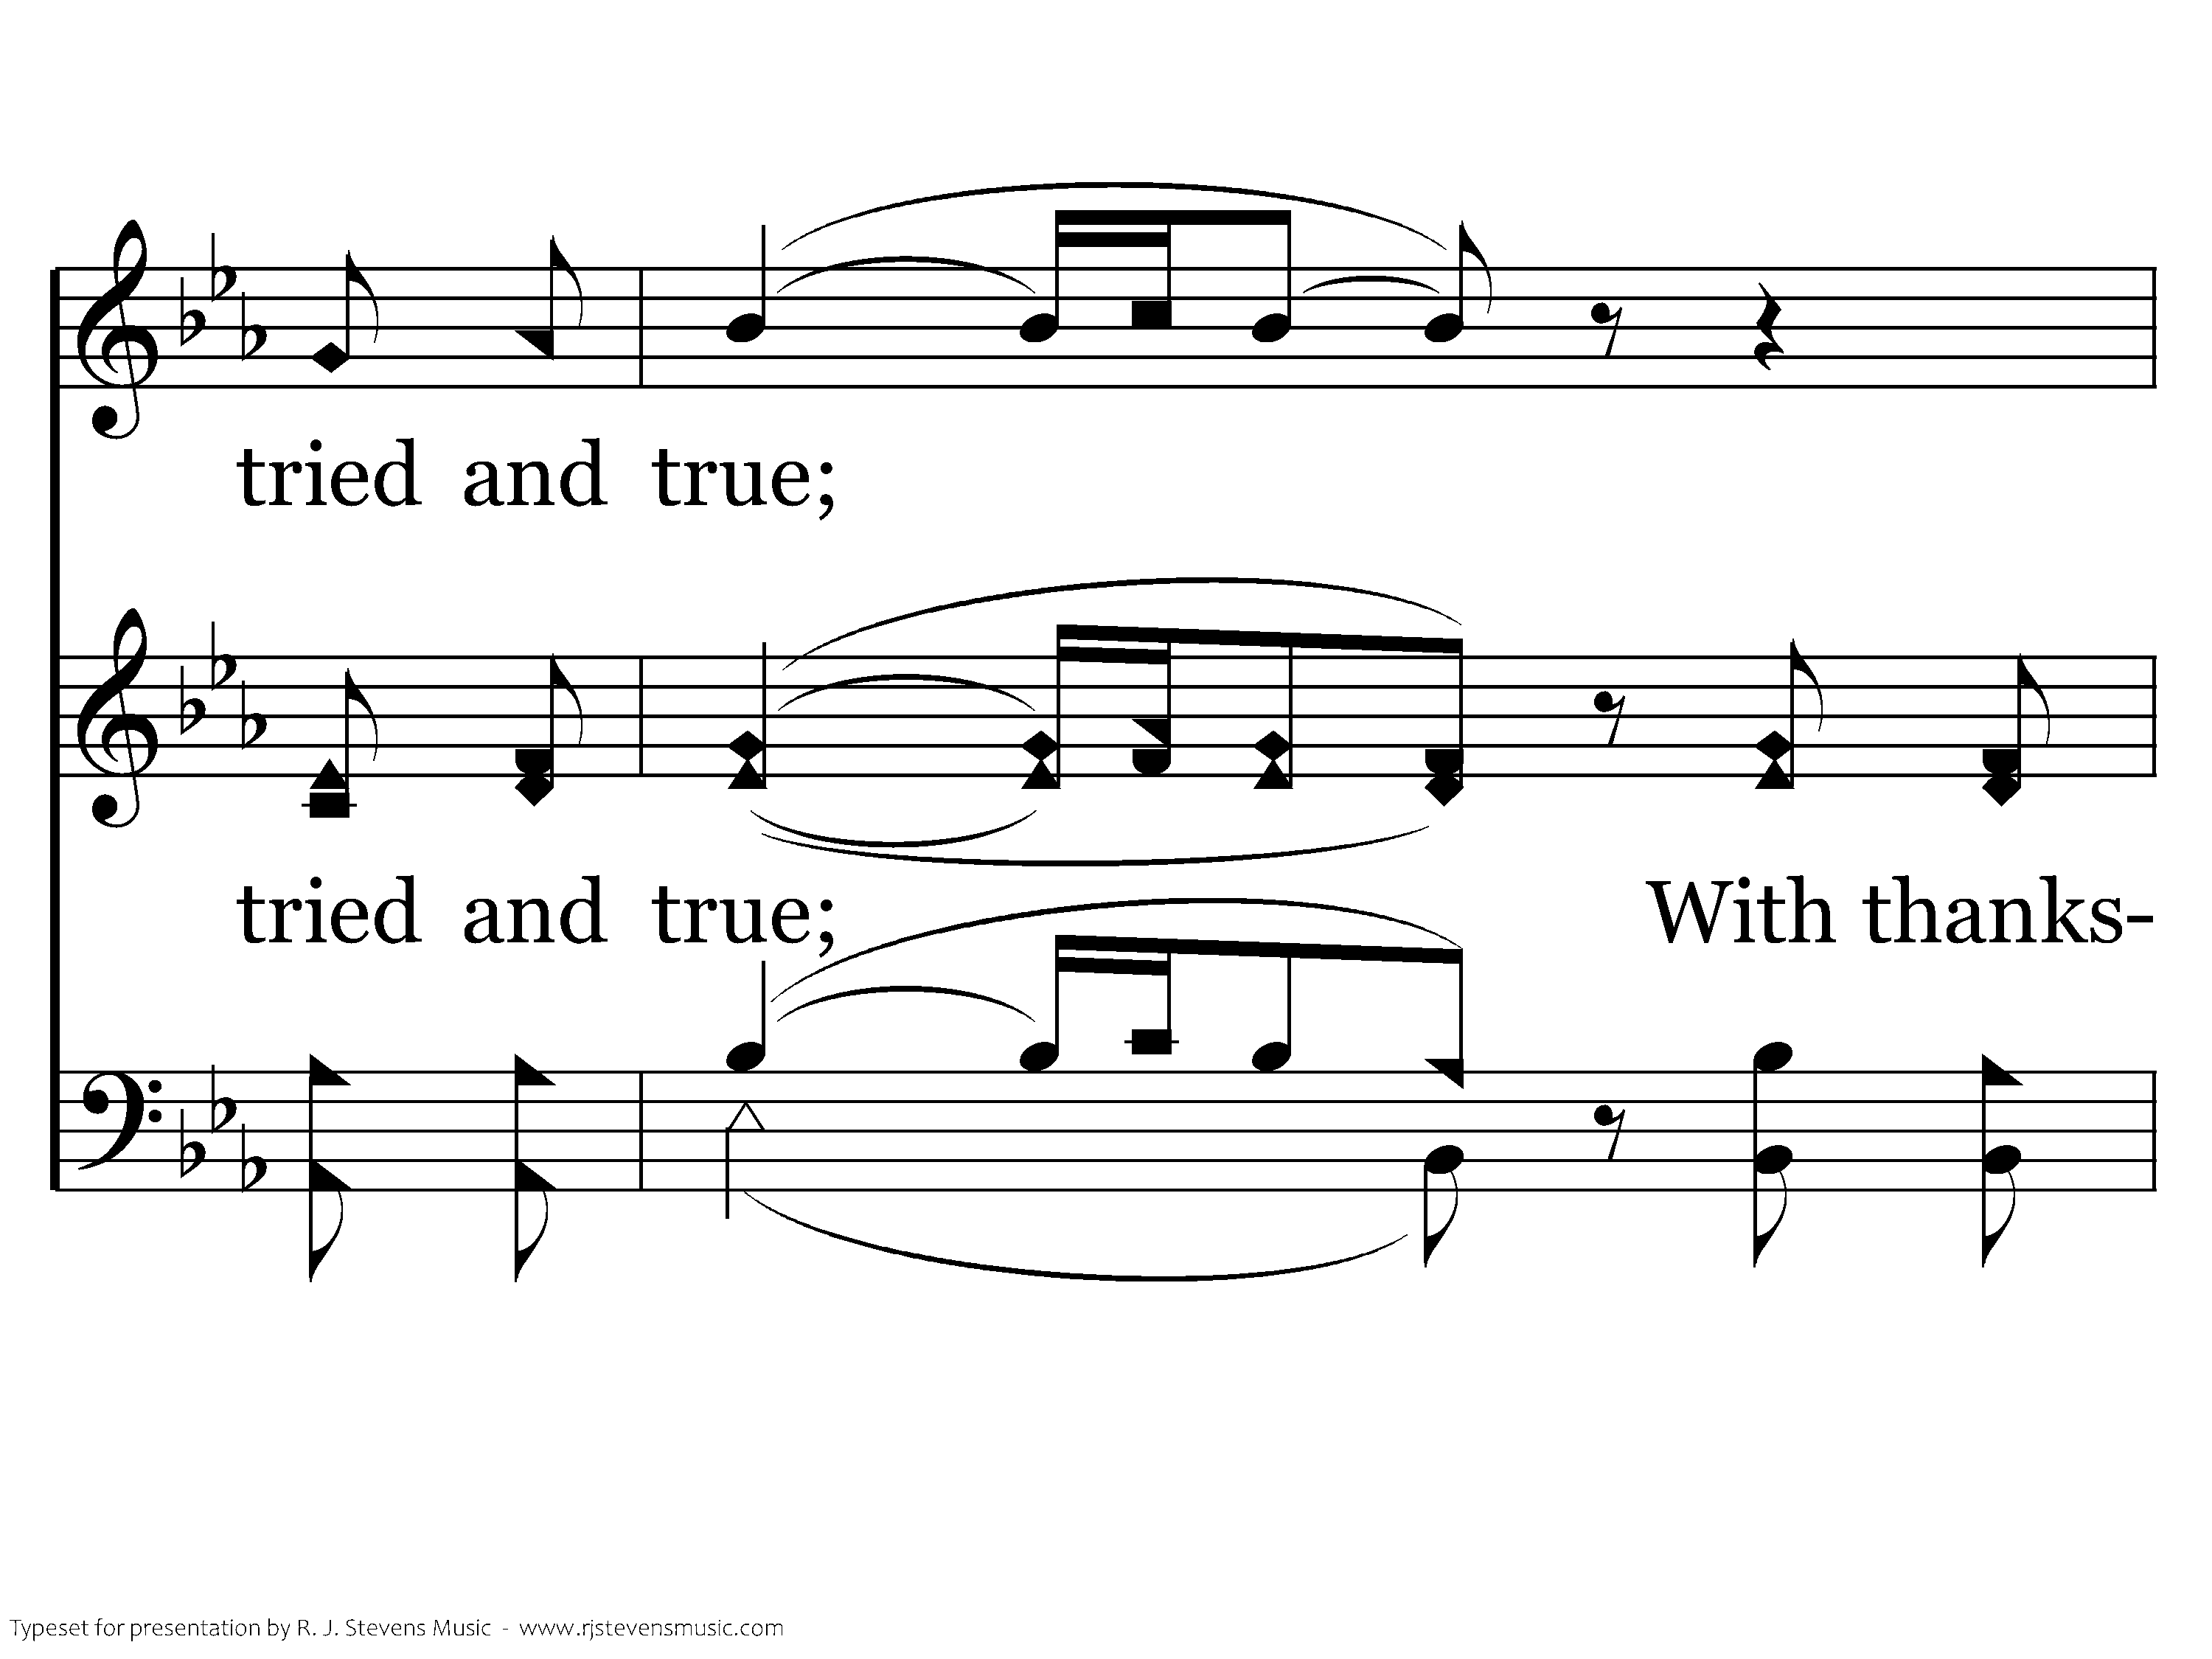 tried and true;
tried and true; With thanks-
Typeset for presentation by R. J. Stevens Music - www.rjstevensmusic.com